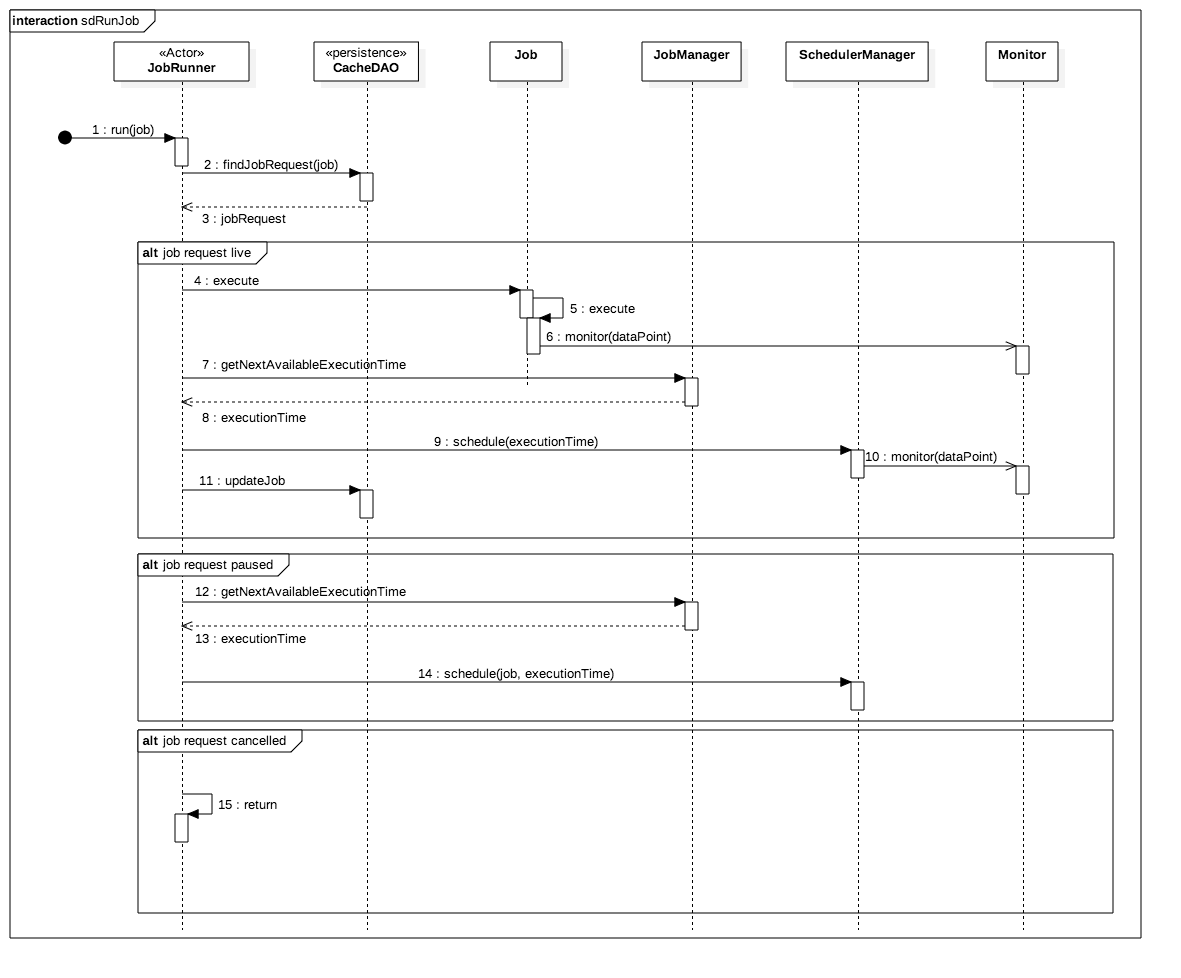 interaction sdRunJob
«Actor»
JobRunner
«persistence»
CacheDAO
Job
JobManager
SchedulerManager
Monitor
1 : run(job)
2 : findJobRequest(job)
3 : jobRequest
alt job request live
4 : execute
5 : execute
6 : monitor(dataPoint)
7 : getNextAvailableExecutionTime
8 : executionTime
9 : schedule(executionTime)
10 : monitor(dataPoint)
11 : updateJob
alt job request paused
12 : getNextAvailableExecutionTime
13 : executionTime
14 : schedule(job, executionTime)
alt job request cancelled
15 : return